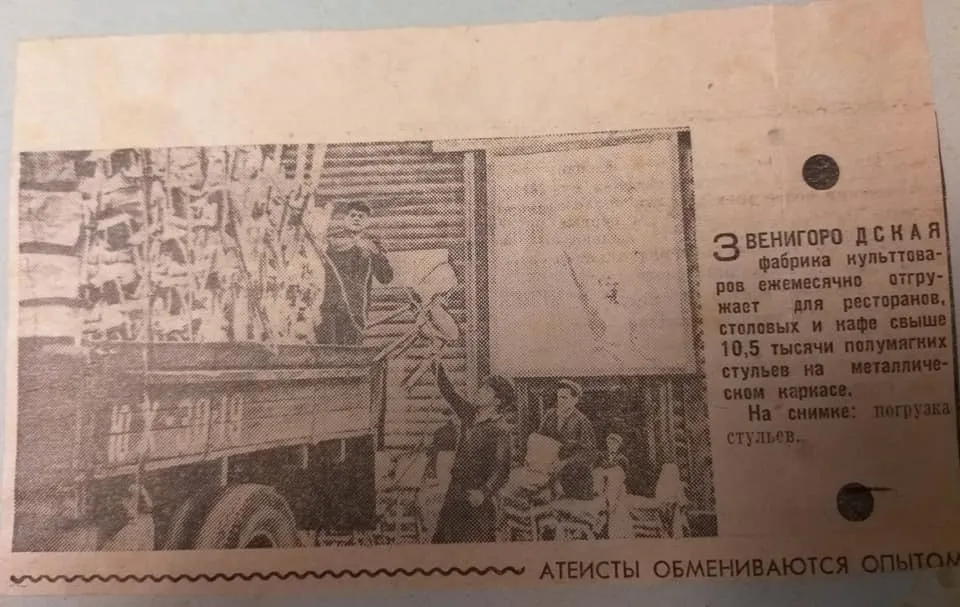 ЗВЕНИГОРОДСКАЯ
фабрика культтова-
ров ежемесячно отгру-
жает для ресторанов,
столовых и кафе свыше
10,5 тысячи полумягких
стульев на металличе-
ском каркасе.
На снимке: погрузка
стульев.
АТЕИСТЫ ОБМЕНИВАЮТСЯ ОПЫТОМ